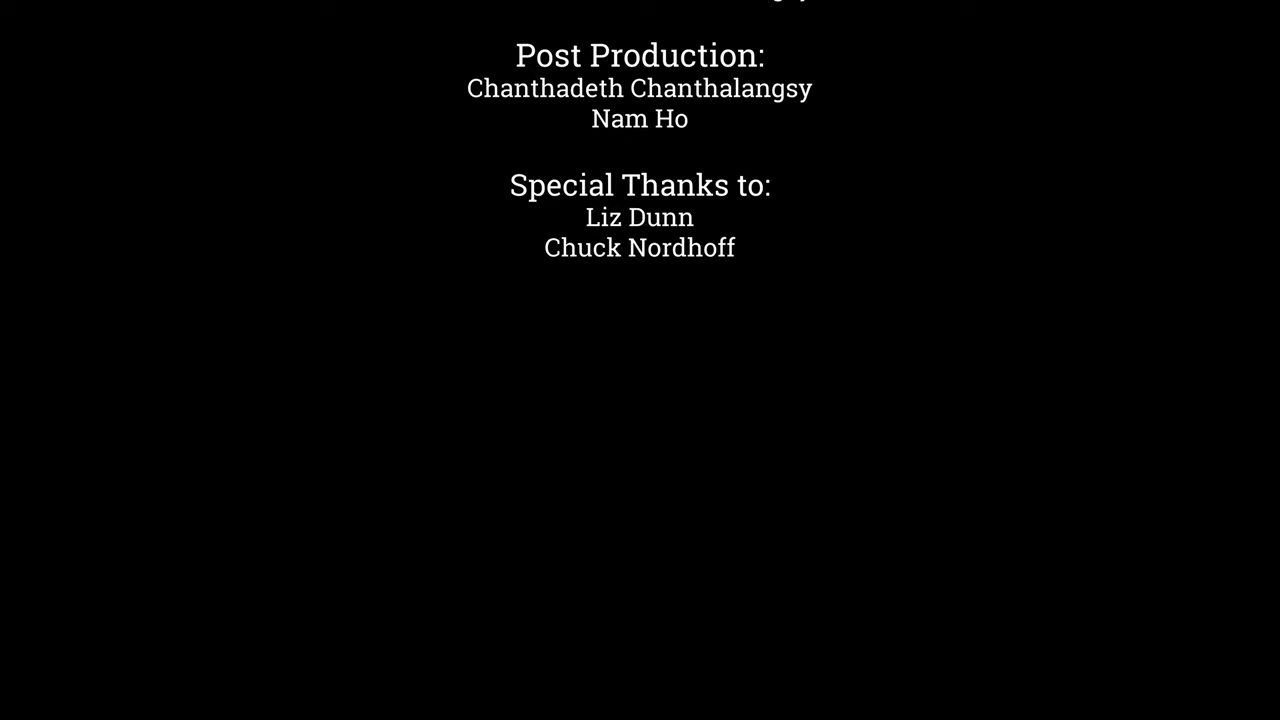 Post Production:
Chanthadeth Chanthalangsy
Nam Ho
Special Thanks to:
Liz Dunn
Chuck Nordhoff